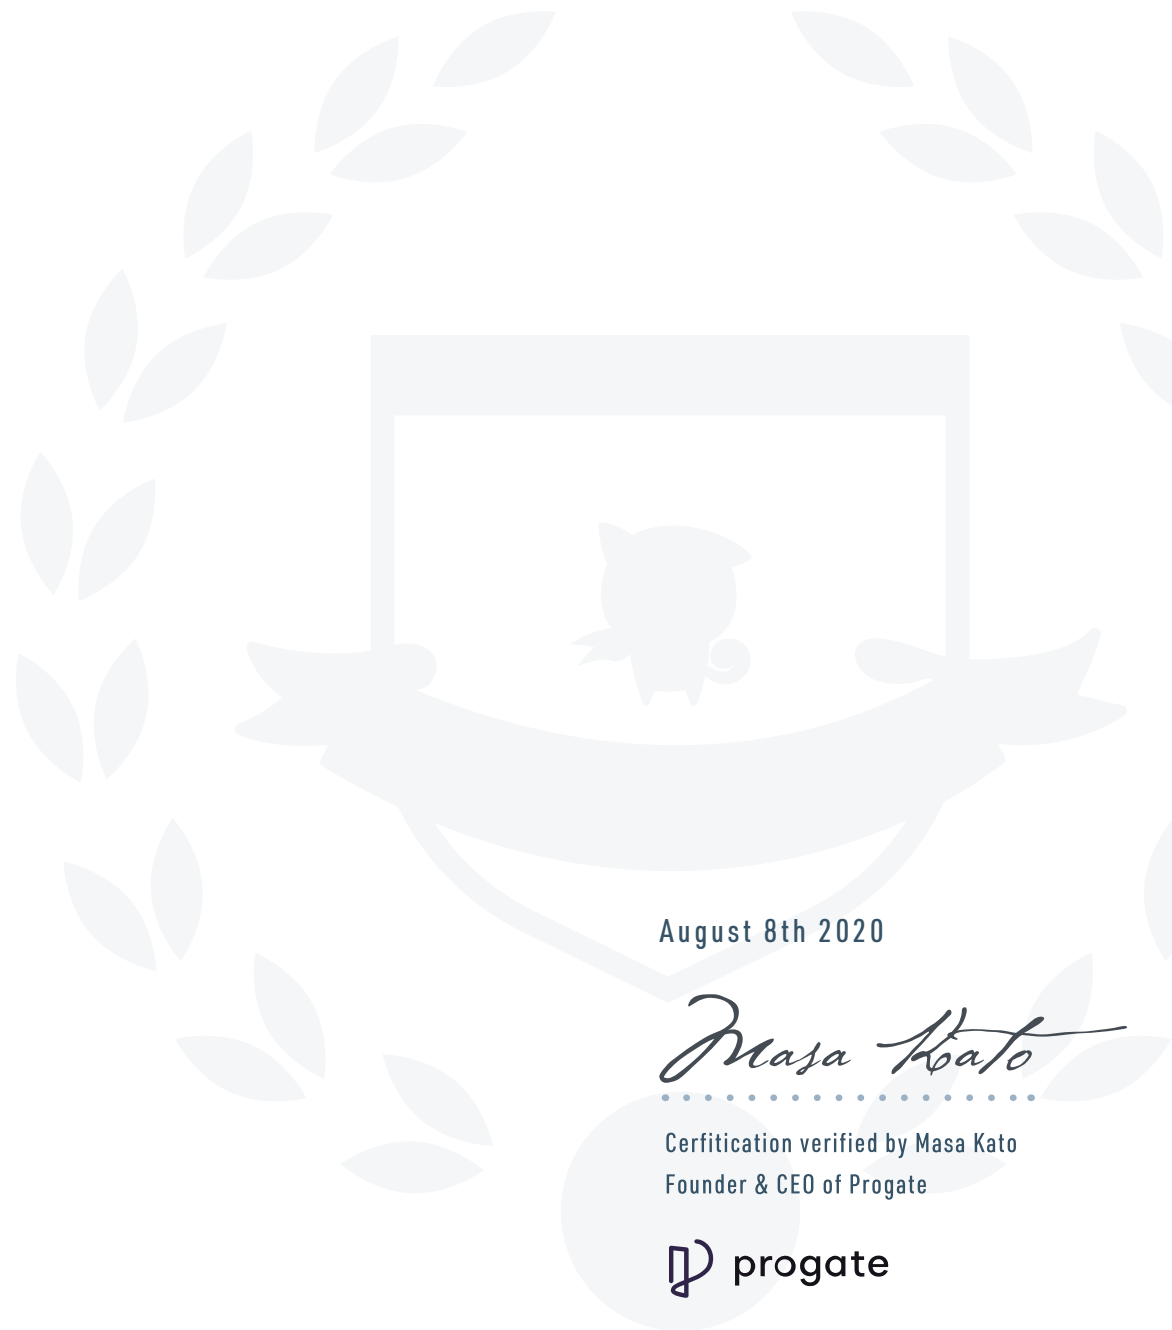 August 8th 2020
Masa Kato
Cerfitication verified by Masa Kato
Founder & CEO of Progate
progate